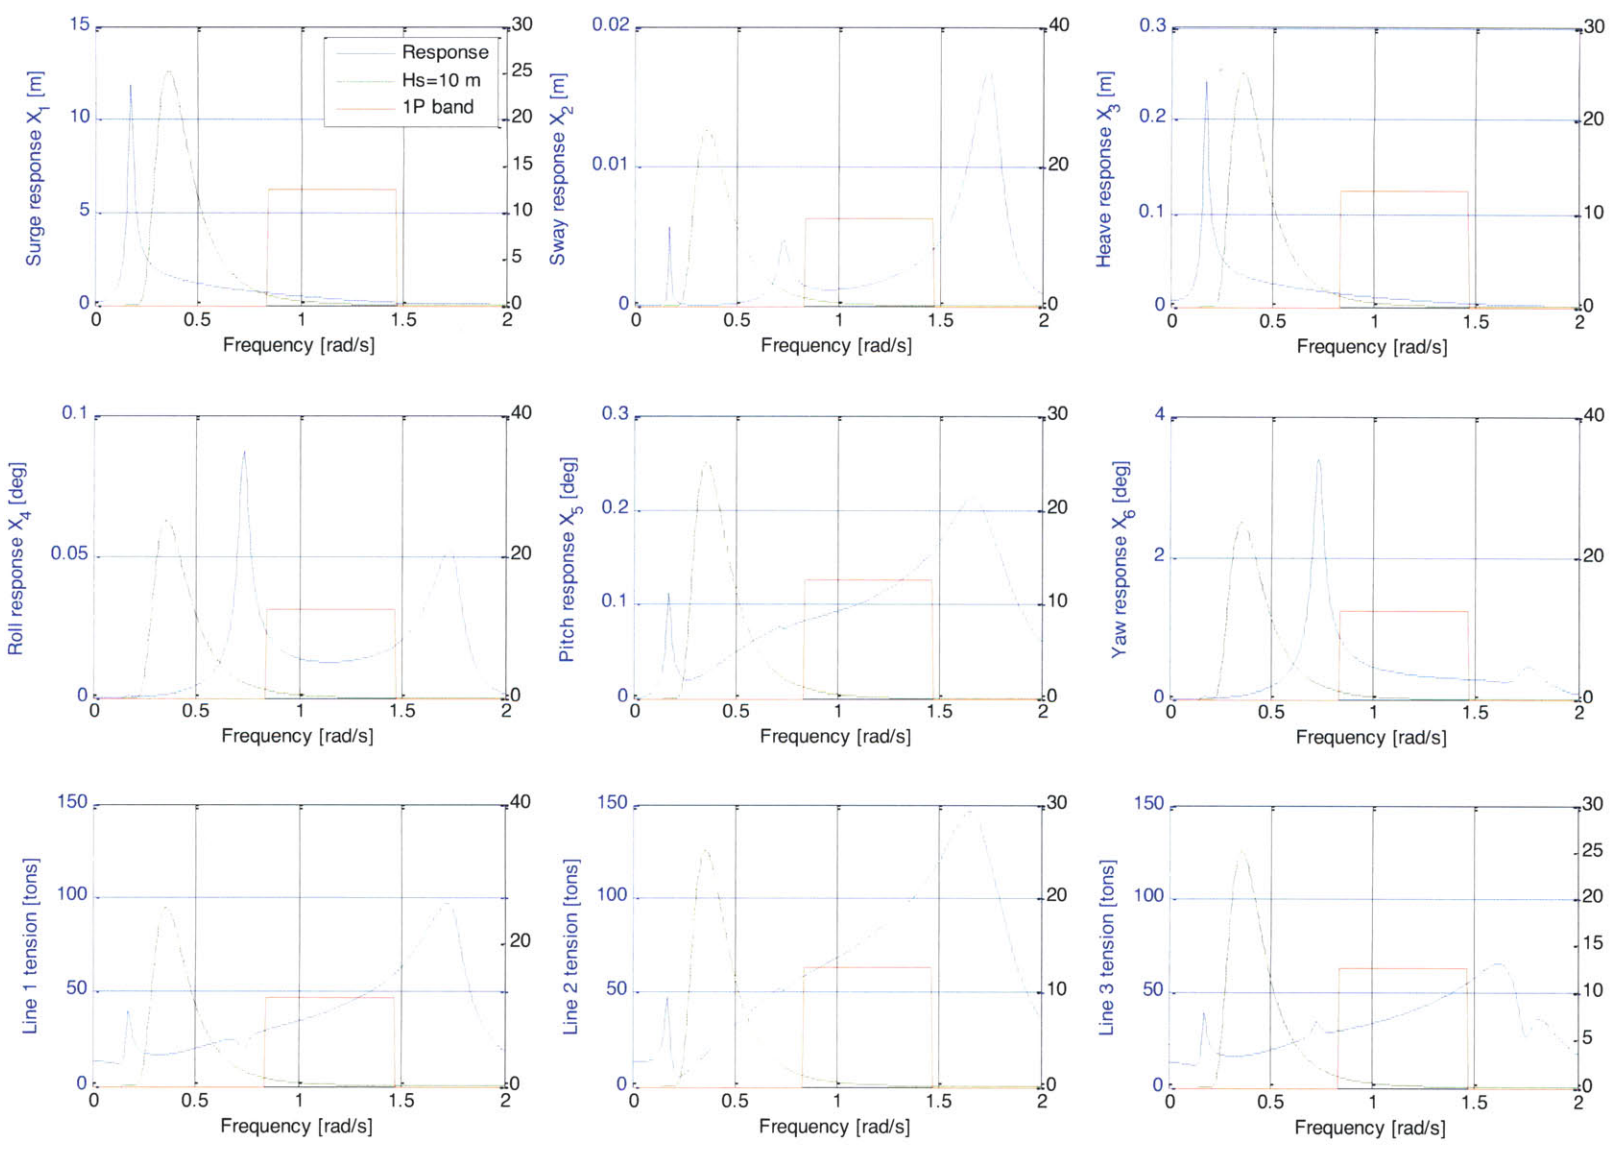 15
10
5
0
30
25
20
15
10
5
0
Response
Hs=10 m
1P band
Surge response X1 [m]
0 0.5 1 1.5 2
Frequency [rad/s]
0.02
0.01
0
40
20
0
Sway response X2 [m]
0 0.5 1 1.5 2
Frequency [rad/s]
0.3
0.2
0.1
0
30
20
10
0
Heave response X3 [m]
0 0.5 1 1.5 2
Frequency [rad/s]
0.1
0.05
0
40
20
0
Roll response X4 [deg]
0 0.5 1 1.5 2
Frequency [rad/s]
0.3
0.2
0.1
0
30
20
10
0
Pitch response X5 [deg]
0 0.5 1 1.5 2
Frequency [rad/s]
4
2
0
40
20
0
Yaw response X6 [deg]
0 0.5 1 1.5 2
Frequency [rad/s]
150
100
50
0
40
20
0
Line 1 tension [tons]
0 0.5 1 1.5 2
Frequency [rad/s]
150
100
50
0
30
20
10
0
Line 2 tension [tons]
0 0.5 1 1.5 2
Frequency [rad/s]
150
100
50
0
30
25
20
15
10
5
0
Line 3 tension [tons]
0 0.5 1 1.5 2
Frequency [rad/s]